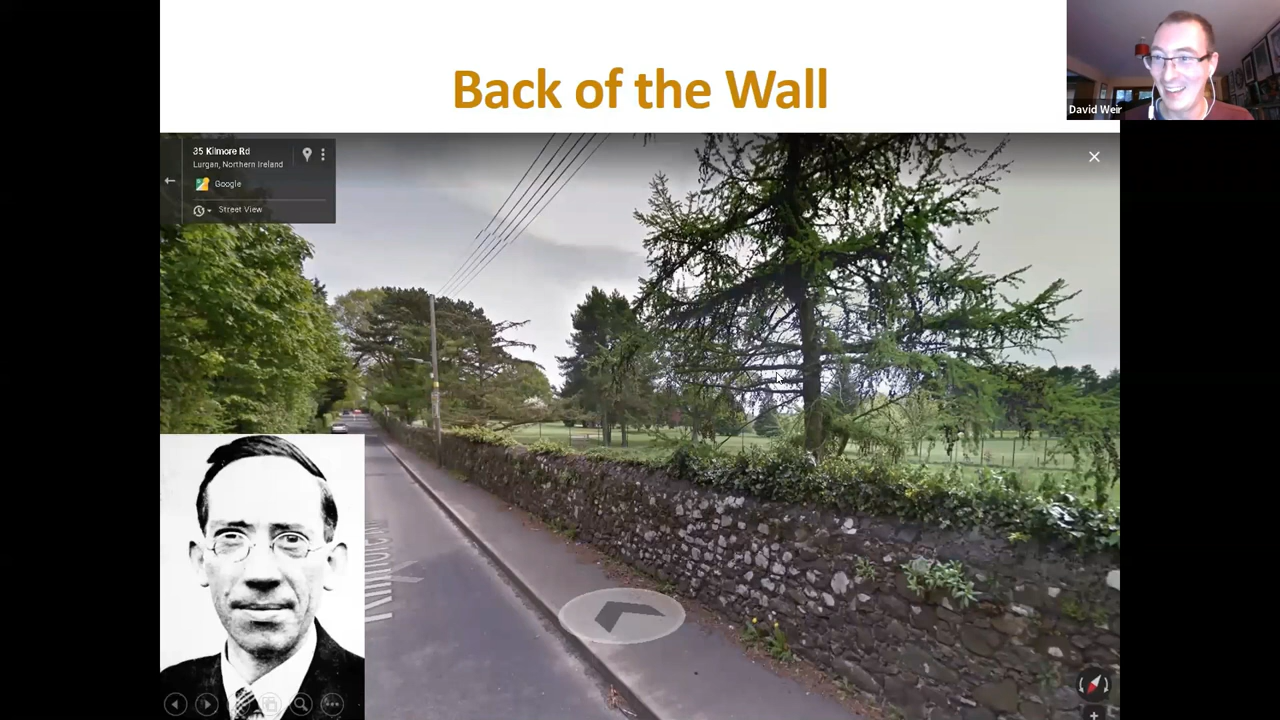 Back of the Wall
David Weir
35 Kilmore Rd
Lurgan, Northern Ireland
Google
Street View